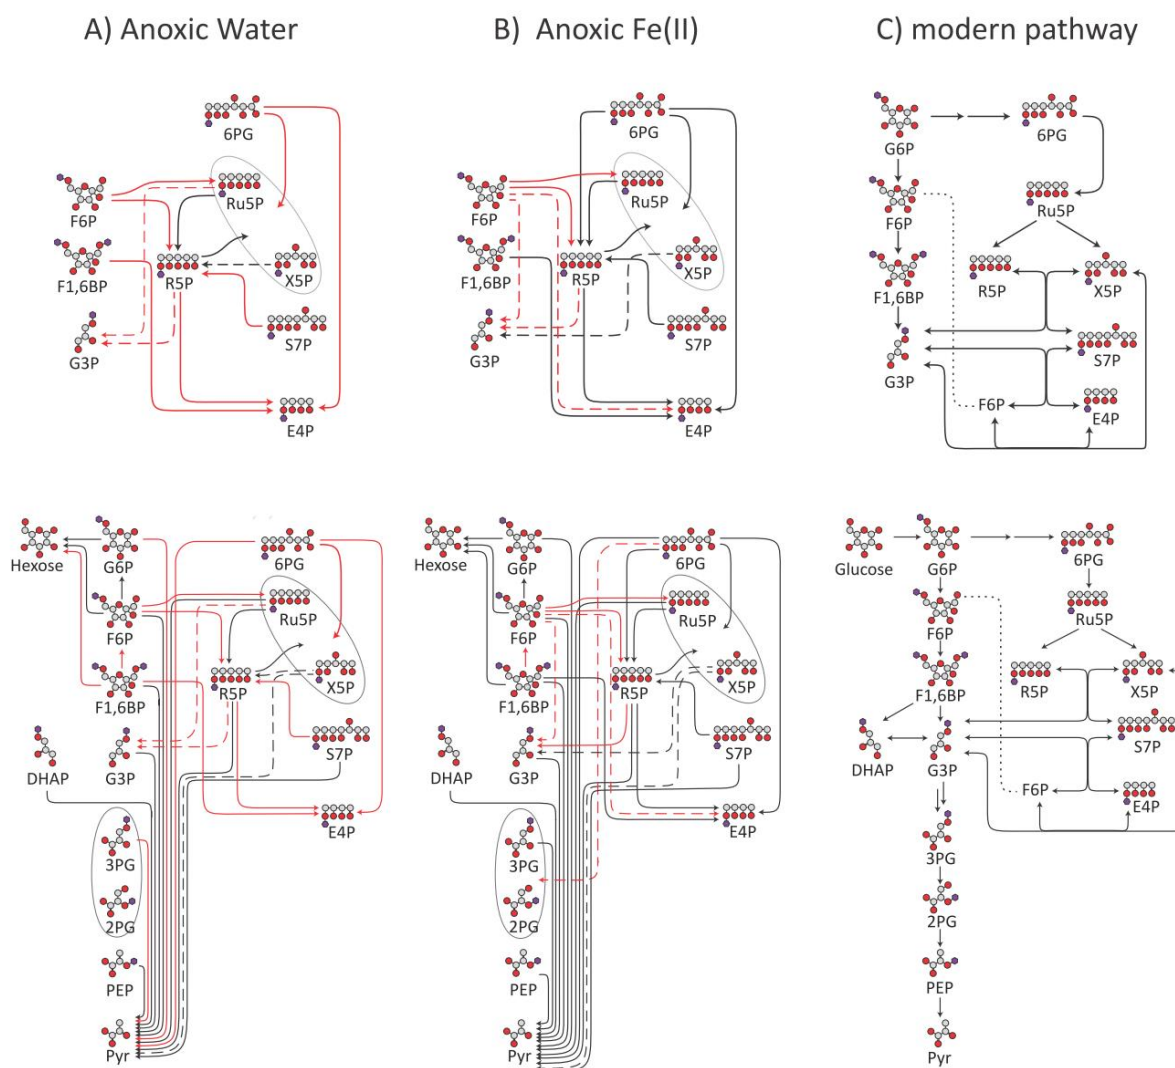 A) Anoxic Water
B) Anoxic Fe(II)
C) modern pathway
6PG
F6P
Ru5P
F1,6BP
R5P
X5P
G3P
S7P
E4P
6PG
F6P
Ru5P
F1,6BP
R5P
X5P
G3P
S7P
E4P
G6P
6PG
F6P
Ru5P
F1,6BP
R5P
X5P
G3P
S7P
F6P
E4P
Hexose
G6P
6PG
F6P
Ru5P
F1,6BP
R5P
X5P
DHAP
G3P
S7P
E4P
3PG
2PG
PEP
Pyr
Hexose
G6P
6PG
F6P
Ru5P
F1,6BP
R5P
X5P
DHAP
G3P
S7P
E4P
3PG
2PG
PEP
Pyr
Glucose
G6P
6PG
F6P
Ru5P
F1,6BP
R5P
X5P
DHAP
G3P
S7P
F6P
E4P
3PG
2PG
PEP
Pyr